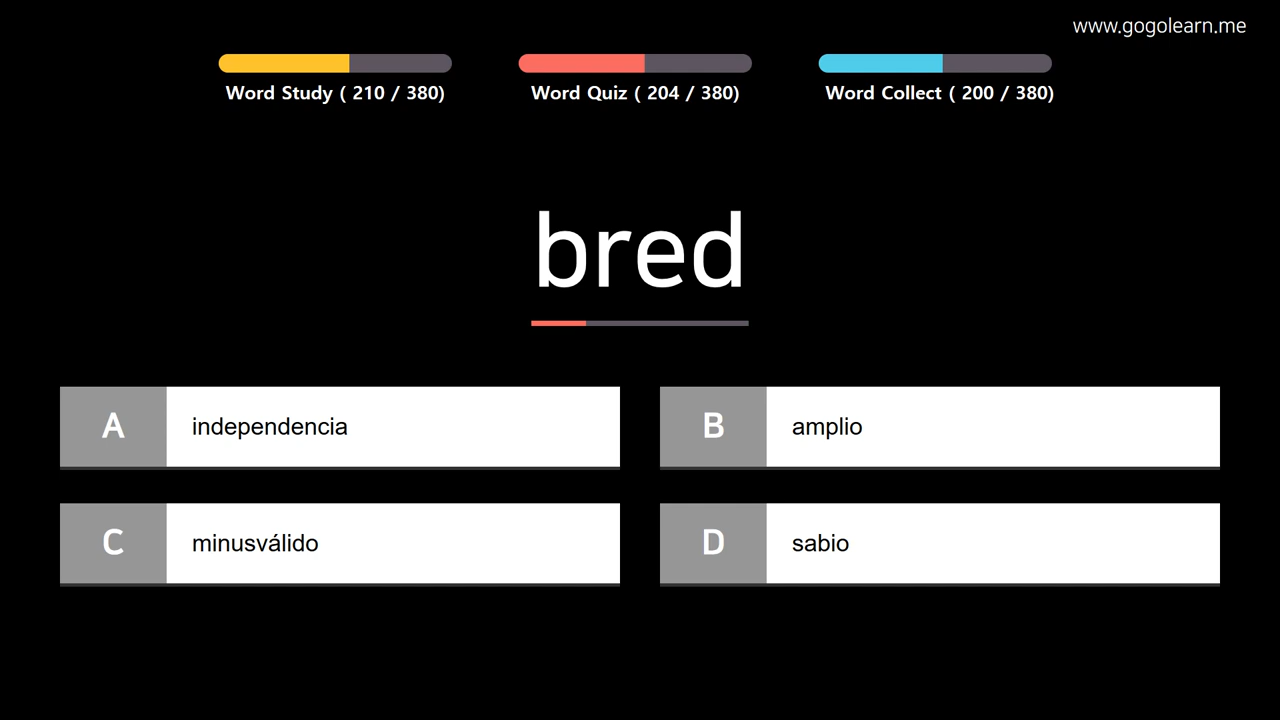 www.gogolearn.me
Word Study ( 210 / 380)
Word Quiz ( 204 / 380)
Word Collect ( 200 / 380)
bred
A independencia
B amplio
C minusválido
D sabio